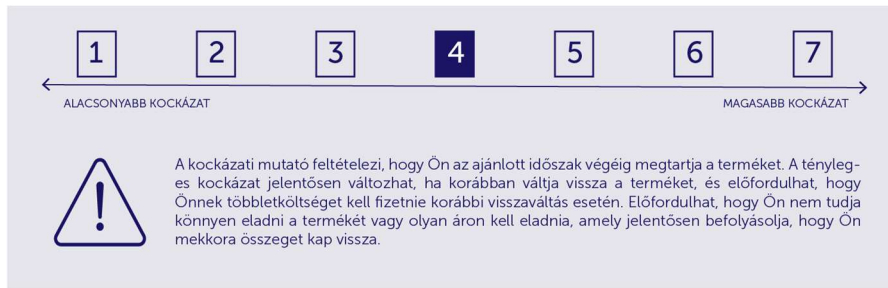 1 2 3 4 5 6 7
ALACSONYABB KOCKÁZAT MAGASABB KOCKÁZAT
A kockázati mutató feltételezi, hogy Ön az ajánlott időszak végéig megtartja a terméket. A tényleg-
es kockázat jelentősen változhat, ha korábban váltja vissza a terméket, és előfordulhat, hogy
Önnek többletköltséget kell fizetnie korábbi visszaváltás esetén. Előfordulhat, hogy Ön nem tudja
könnyen eladni a termékét vagy olyan áron kell eladnia, amely jelentősen befolyásolja, hogy Ön
mekkora összeget kap vissza.